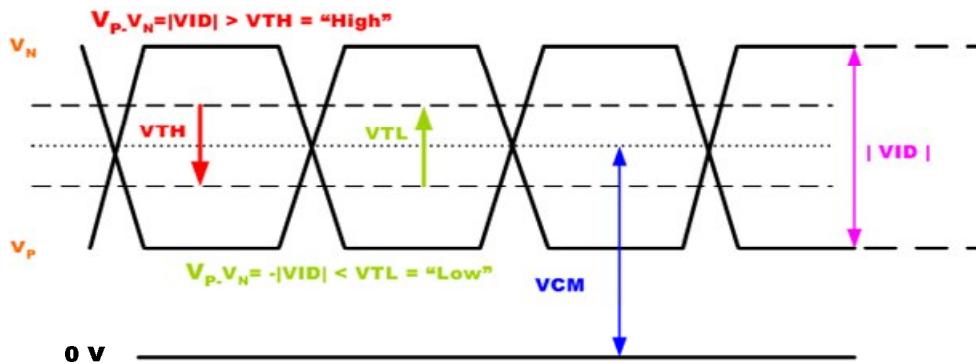 VP-VN=|VID| > VTH = “High”
VN
VTH
VTL
| VID |
VP
VP-VN= -|VID| < VTL = “Low”
VCM
0 V